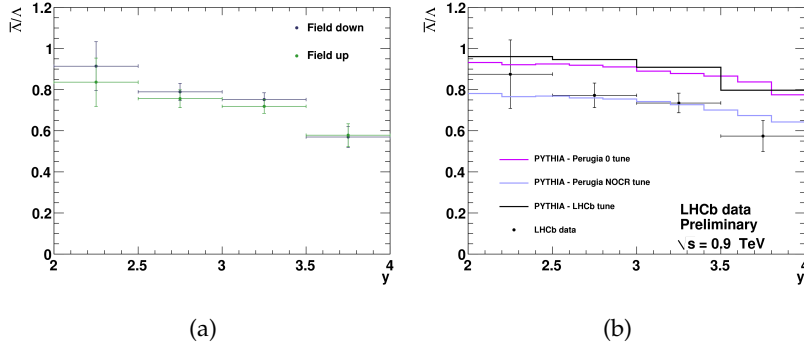 Λ̅/Λ
1.2
1
0.8
0.6
0.4
0.2
0
2
2.5
3
3.5
4
y
Field down
Field up
(a)
Λ̅/Λ
1.2
1
0.8
0.6
0.4
0.2
0
2
2.5
3
3.5
4
y
PYTHIA - Perugia 0 tune
PYTHIA - Perugia NOCR tune
PYTHIA - LHCb tune
LHCb data
LHCb data
Preliminary
\ s = 0,9 TeV
(b)